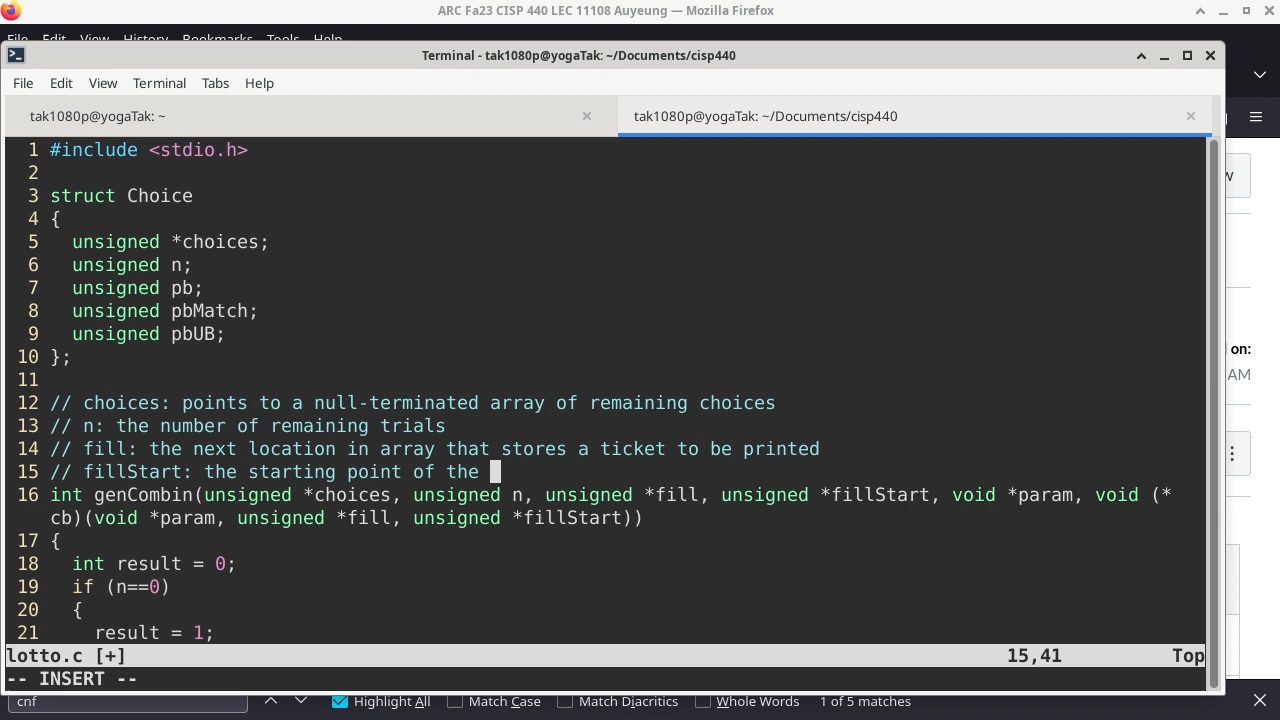 ARC Fa23 CISP 440 LEC 11108 Auyeung — Mozilla Firefox
File Edit View History Bookmarks Tools Help
Terminal - tak1080p@yogaTak: ~/Documents/cisp440
File Edit View Terminal Tabs Help
tak1080p@yogaTak: ~
tak1080p@yogaTak: ~/Documents/cisp440
1 #include <stdio.h>
2
3 struct Choice
4 {
5   unsigned *choices;
6   unsigned n;
7   unsigned pb;
8   unsigned pbMatch;
9   unsigned pbUB;
10 };
11
12 // choices: points to a null-terminated array of remaining choices
13 // n: the number of remaining trials
14 // fill: the next location in array that stores a ticket to be printed
15 // fillStart: the starting point of the
16 int genCombin(unsigned *choices, unsigned n, unsigned *fill, unsigned *fillStart, void *param, void (*
cb)(void *param, unsigned *fill, unsigned *fillStart))
17 {
18   int result = 0;
19   if (n==0)
20   {
21     result = 1;
on:
AM
lotto.c [+] 15,41 Top
-- INSERT --
cnf Highlight All Match Case Match Diacritics Whole Words 1 of 5 matches